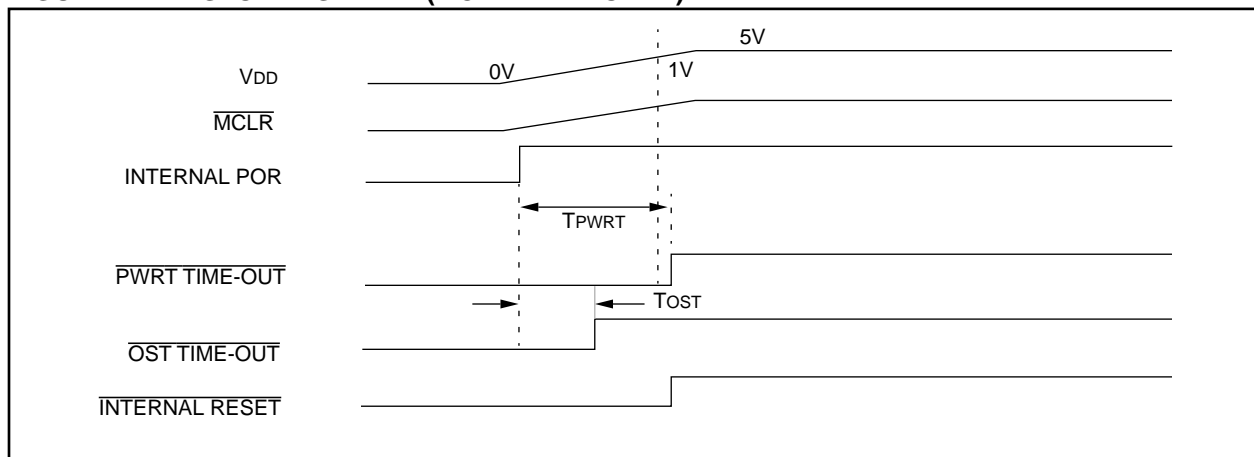 5V
VDD
0V
1V
MCLR
INTERNAL POR
TPWRT
PWRT TIME-OUT
TOST
OST TIME-OUT
INTERNAL RESET